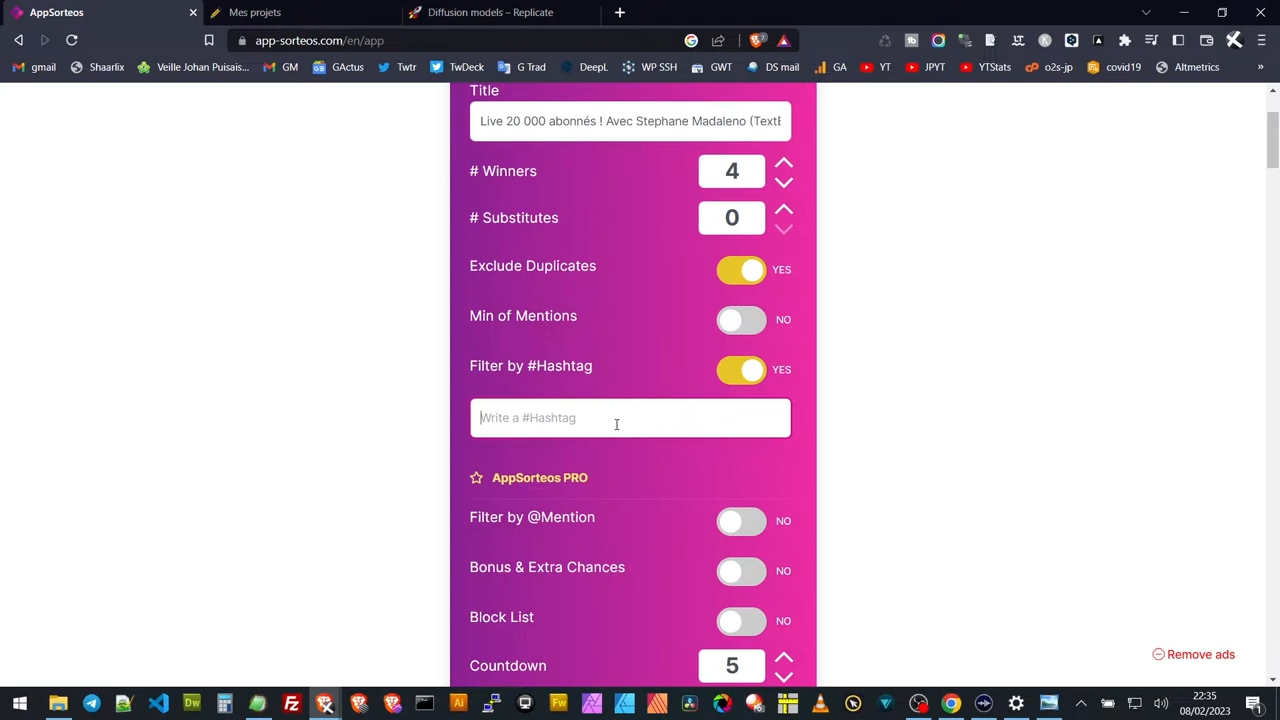 AppSorteos
Mes projets
Diffusion models – Replicate
app-sorteos.com/en/app
7
gmail
Shaarlix
Veille Johan Puisais...
GM
GActus
Twtr
TwDeck
G Trad
DeepL
WP SSH
GWT
DS mail
GA
YT
JPYT
YTStats
o2s-jp
covid19
Altmetrics
»
Title
Live 20 000 abonnés ! Avec Stephane Madaleno (Text
# Winners
4
# Substitutes
0
Exclude Duplicates
YES
Min of Mentions
NO
Filter by #Hashtag
YES
Write a #Hashtag
AppSorteos PRO
Filter by @Mention
NO
Bonus & Extra Chances
NO
Block List
NO
Countdown
5
Remove ads
22:35
08/02/2023